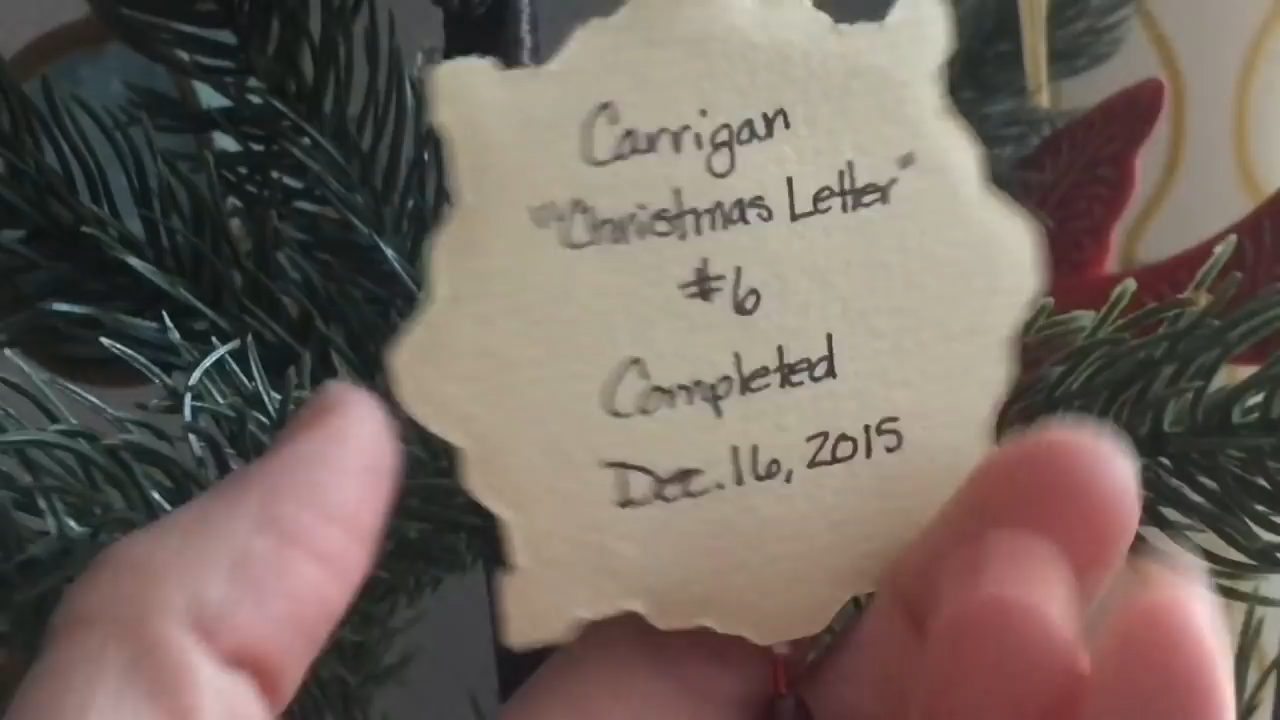 Carrigan
"Christmas Letter"
#6
Completed
Dec. 16, 2015